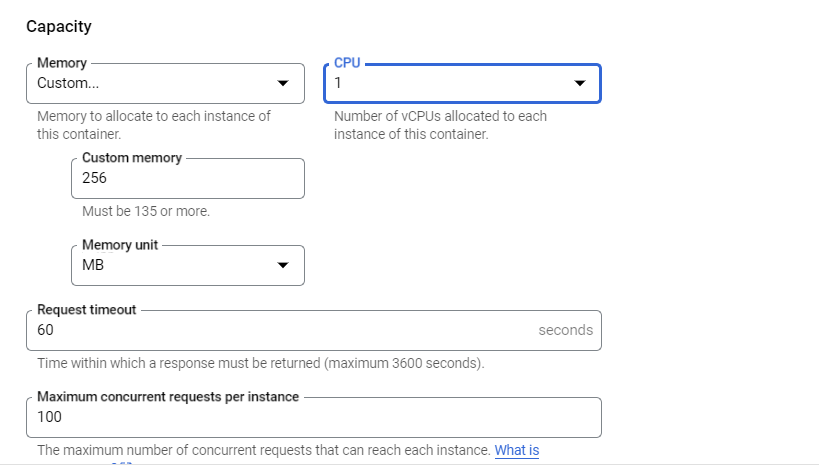 Capacity
Memory
Custom...
CPU
1
Memory to allocate to each instance of
this container.
Number of vCPUs allocated to each
instance of this container.
Custom memory
256
Must be 135 or more.
Memory unit
MB
Request timeout
60 seconds
Time within which a response must be returned (maximum 3600 seconds).
Maximum concurrent requests per instance
100
The maximum number of concurrent requests that can reach each instance. What is